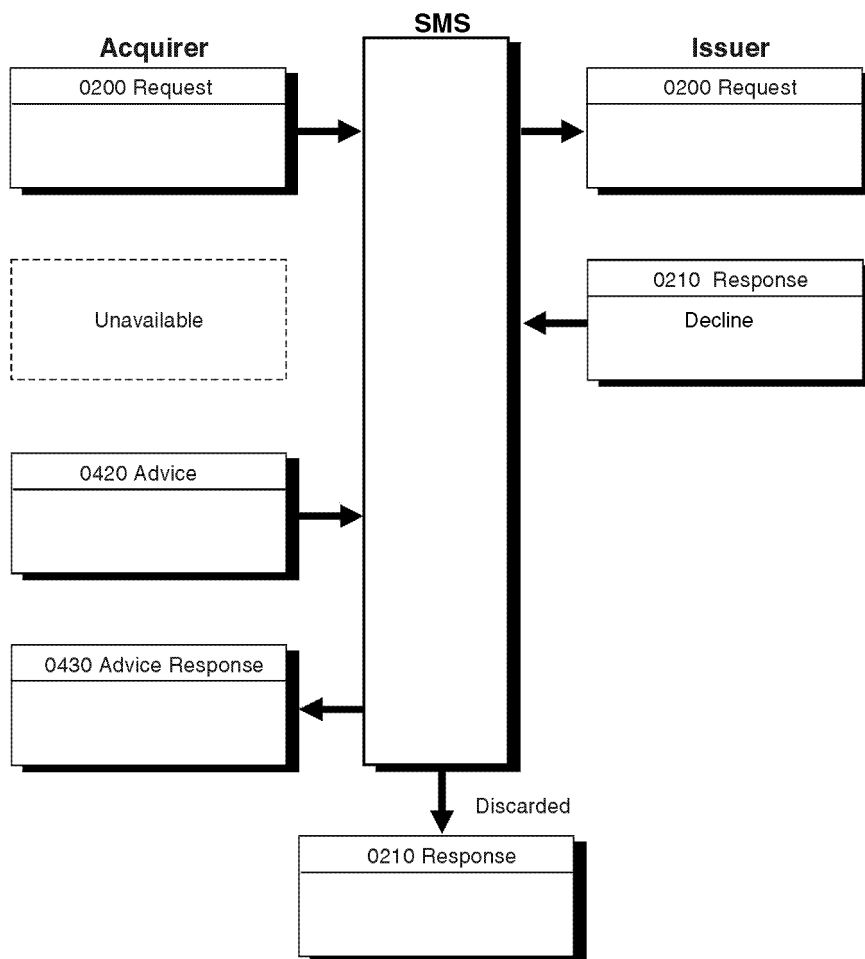 SMS
Acquirer
Issuer
0200 Request
0200 Request
0210 Response
Unavailable
Decline
0420 Advice
0430 Advice Response
Discarded
0210 Response